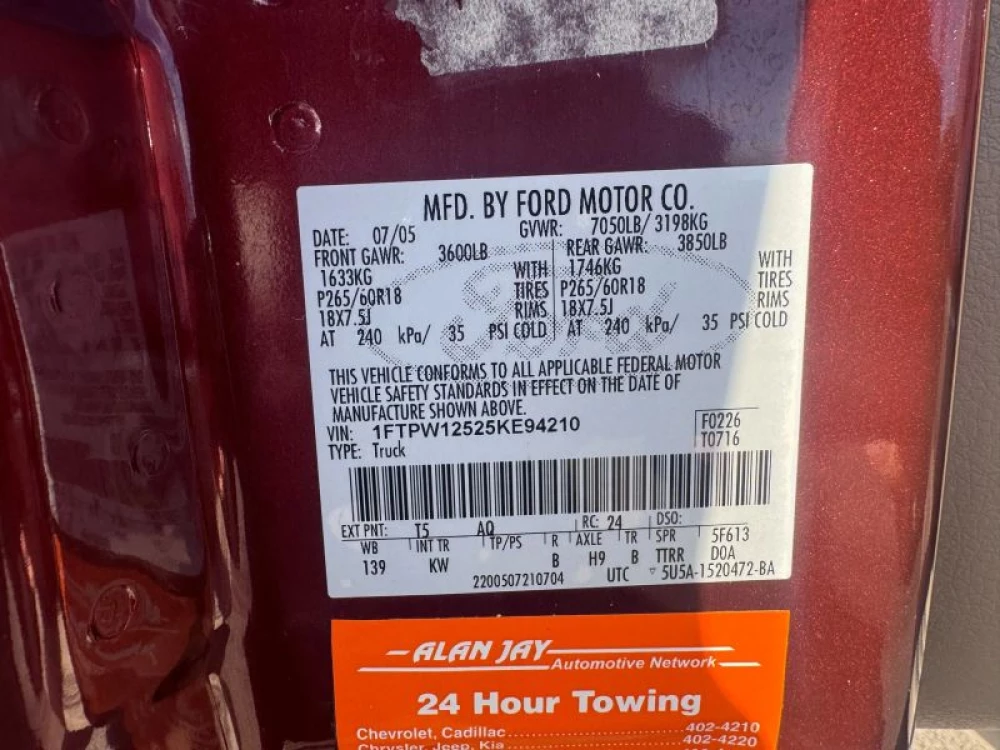 MFD. BY FORD MOTOR CO.
DATE: 07/05 GVWR: 7050LB/ 3198KG
FRONT GAWR: 3600LB REAR GAWR: 3850LB
1633KG WITH 1746KG WITH
P265/60R18 TIRES P265/60R18 TIRES
18X7.5J RIMS 18X7.5J RIMS
AT 240 kPa/ 35 PSI COLD AT 240 kPa/ 35 PSI COLD
Ford
THIS VEHICLE CONFORMS TO ALL APPLICABLE FEDERAL MOTOR
VEHICLE SAFETY STANDARDS IN EFFECT ON THE DATE OF
MANUFACTURE SHOWN ABOVE.
VIN: 1FTPW12525KE94210 F0226
TYPE: Truck T0716
EXT PNT: T5 AQ RC: 24 DSO:
WB INT TR TP/PS R AXLE TR SPR 5F613
139 KW B H9 B TTRR DOA
2200507210704 UTC ▽ 5U5A-1520472-BA
ALAN JAY
Automotive Network
24 Hour Towing
Chevrolet, Cadillac 402-4210
Chrysler, Jeep, Kia 402-4220